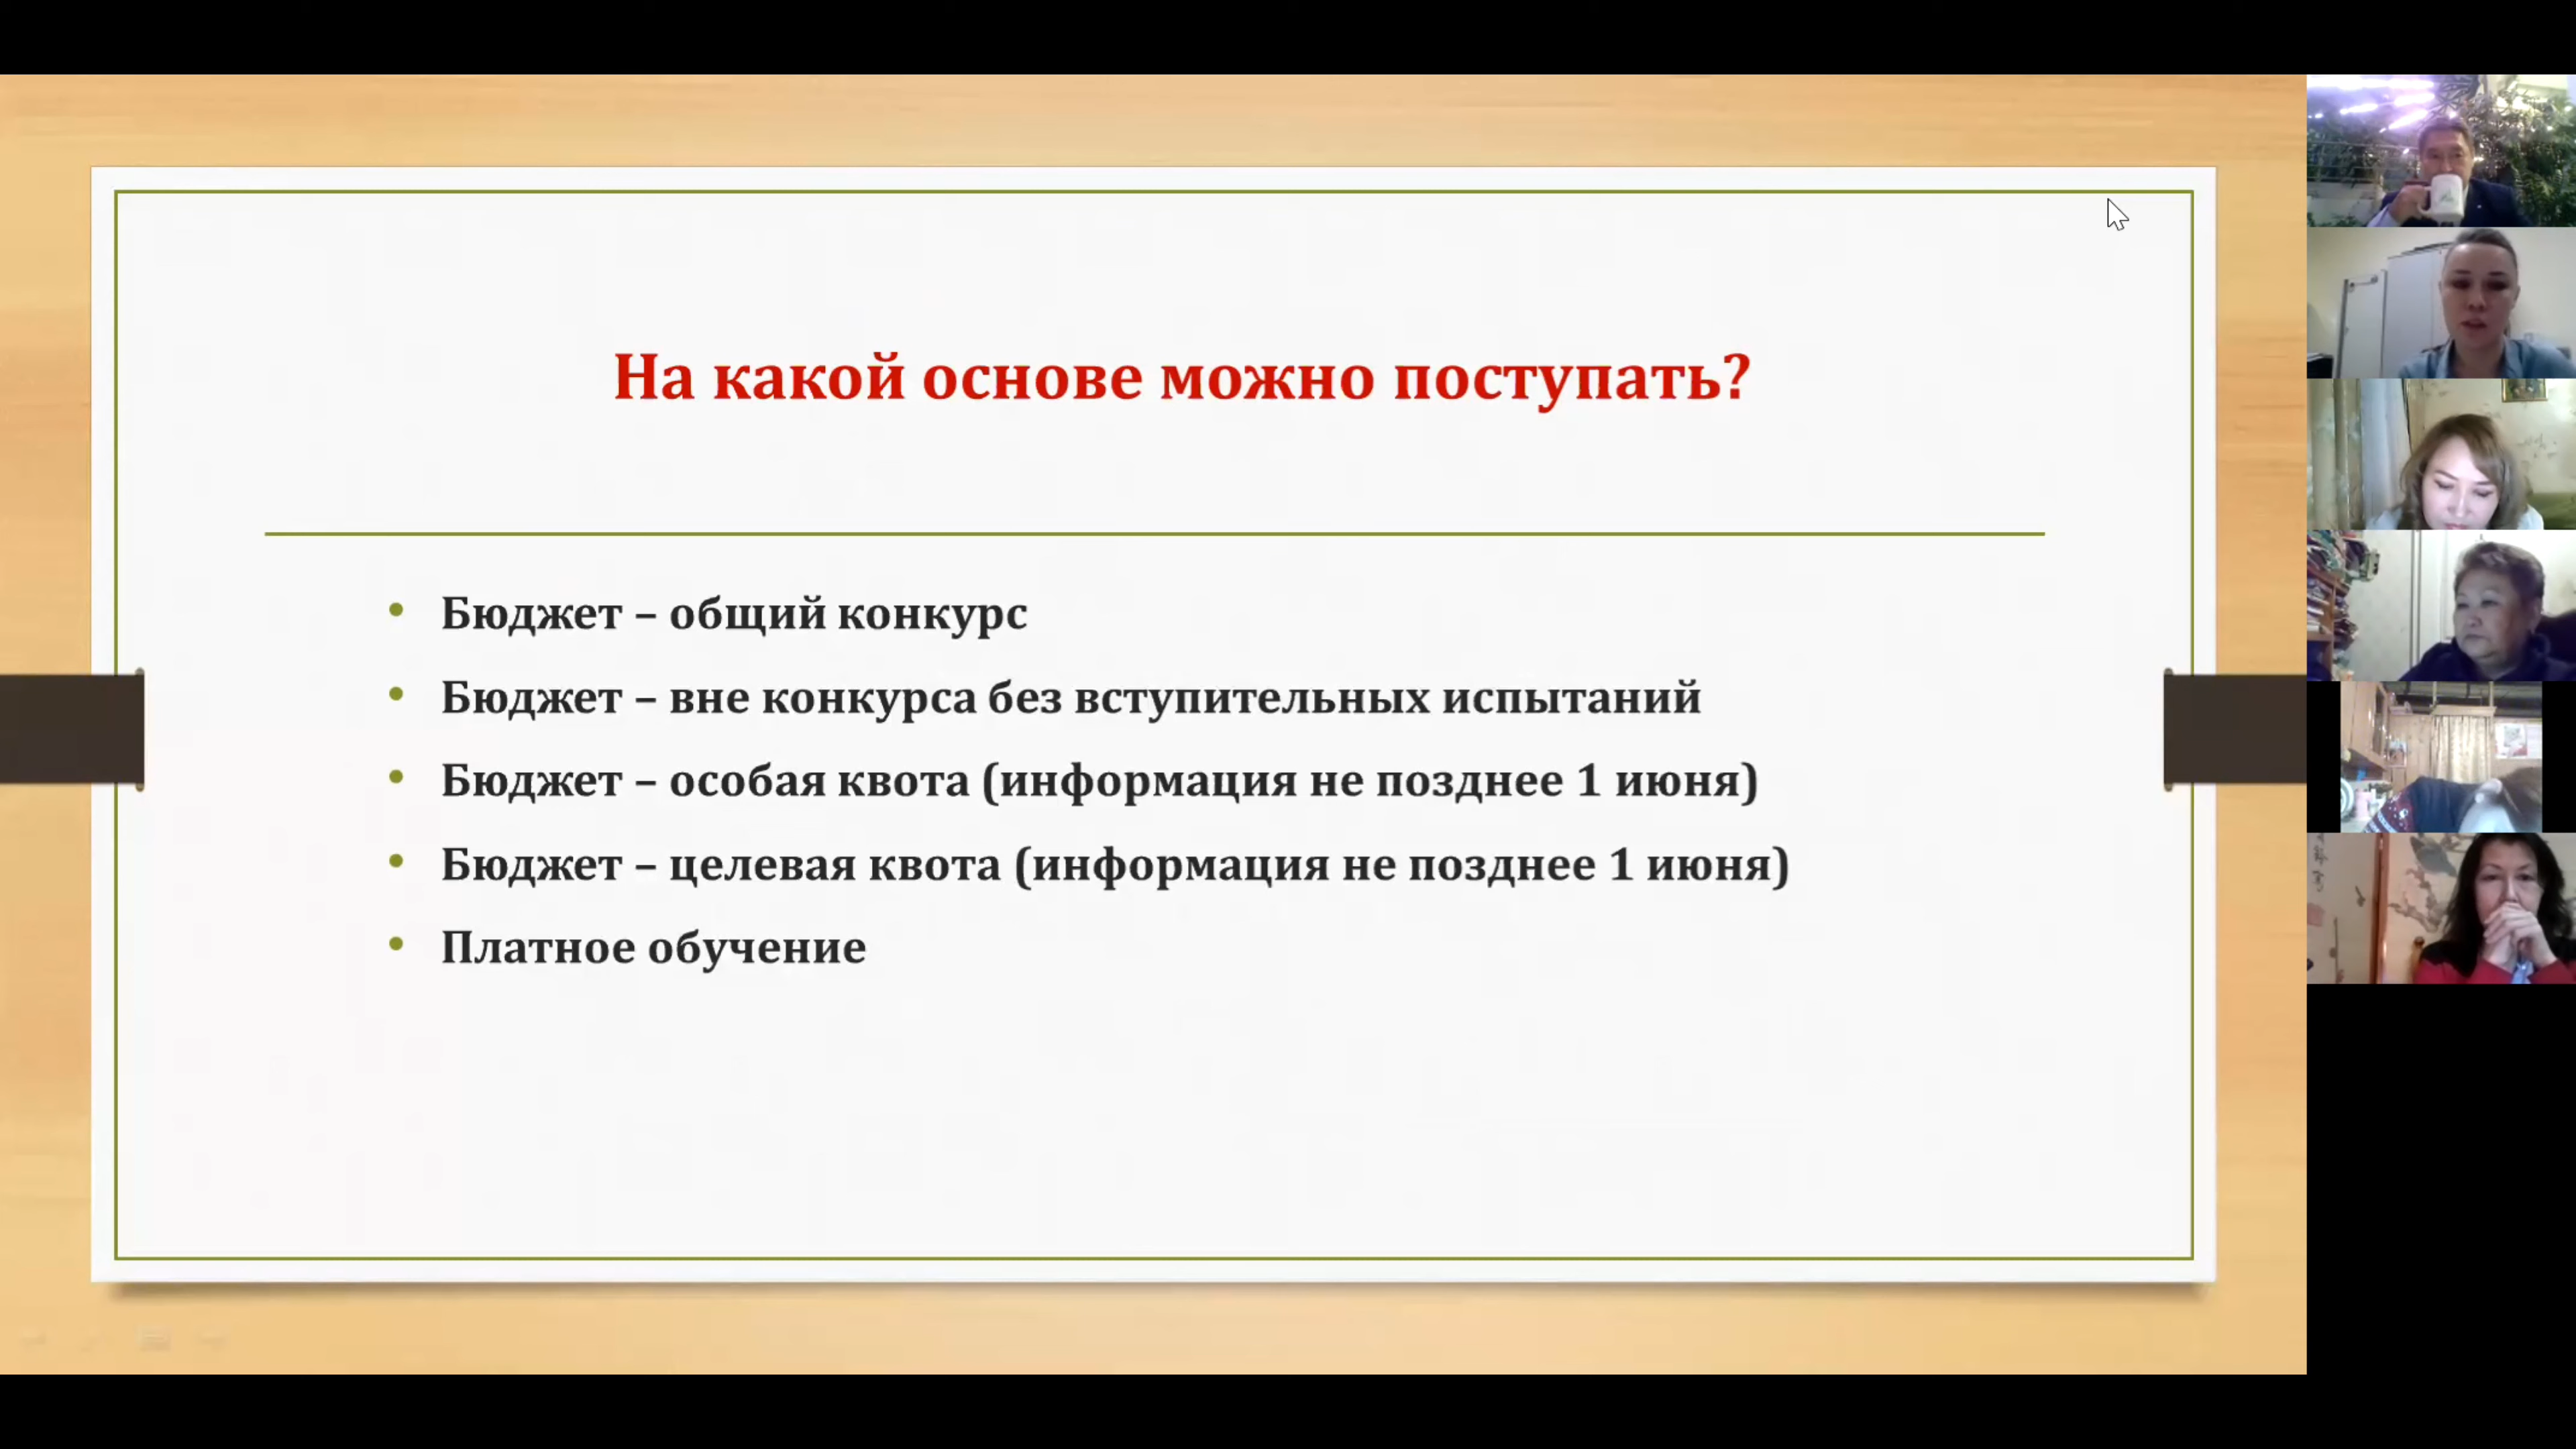 На какой основе можно поступать?
Бюджет – общий конкурс
Бюджет – вне конкурса без вступительных испытаний
Бюджет – особая квота (информация не позднее 1 июня)
Бюджет – целевая квота (информация не позднее 1 июня)
Платное обучение